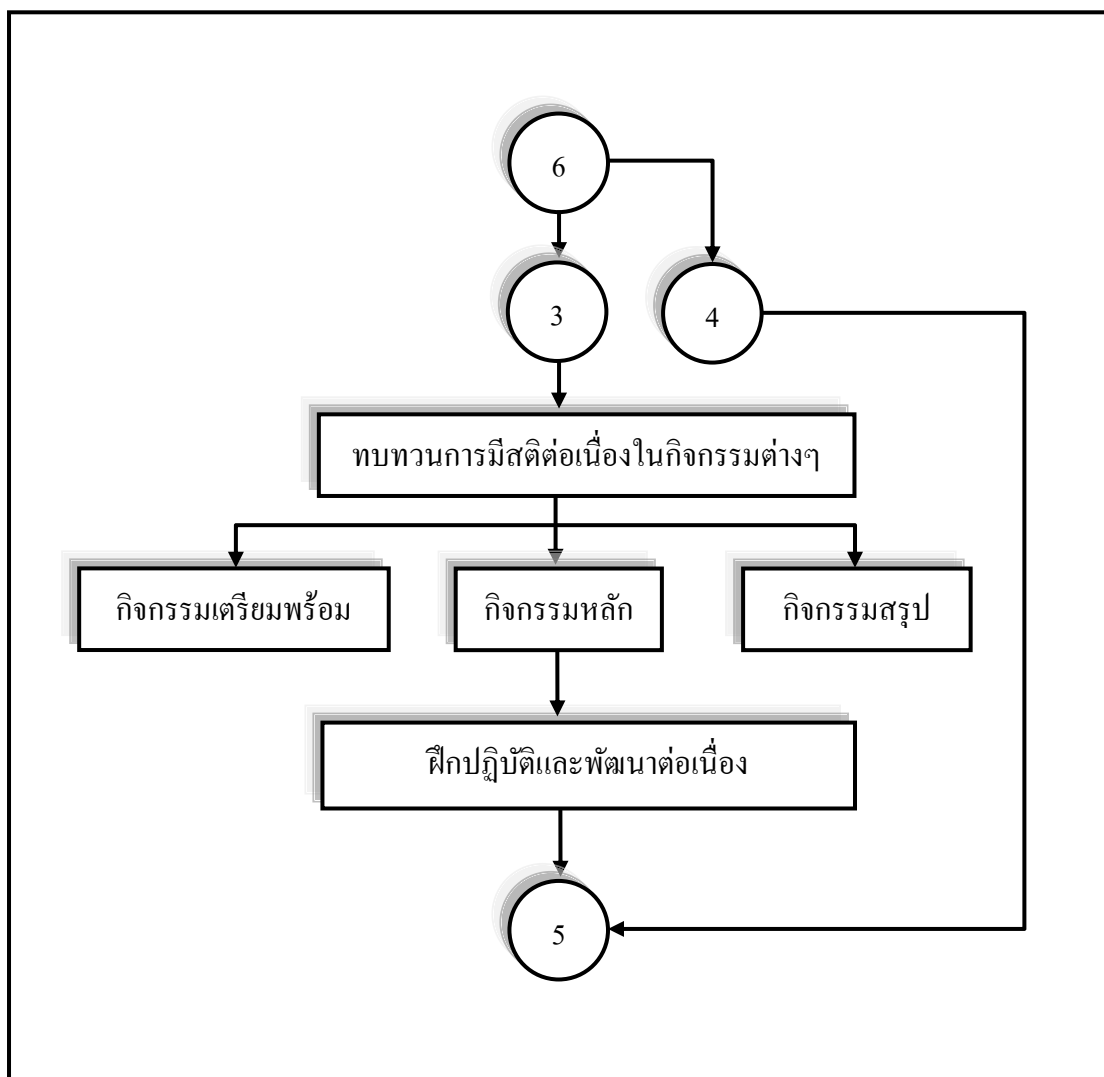 6
3
4
ทบทวนการมีสติต่อเนื่องในกิจกรรมต่างๆ
กิจกรรมเตรียมพร้อม
กิจกรรมหลัก
กิจกรรมสรุป
ฝึกปฏิบัติและพัฒนาต่อเนื่อง
5